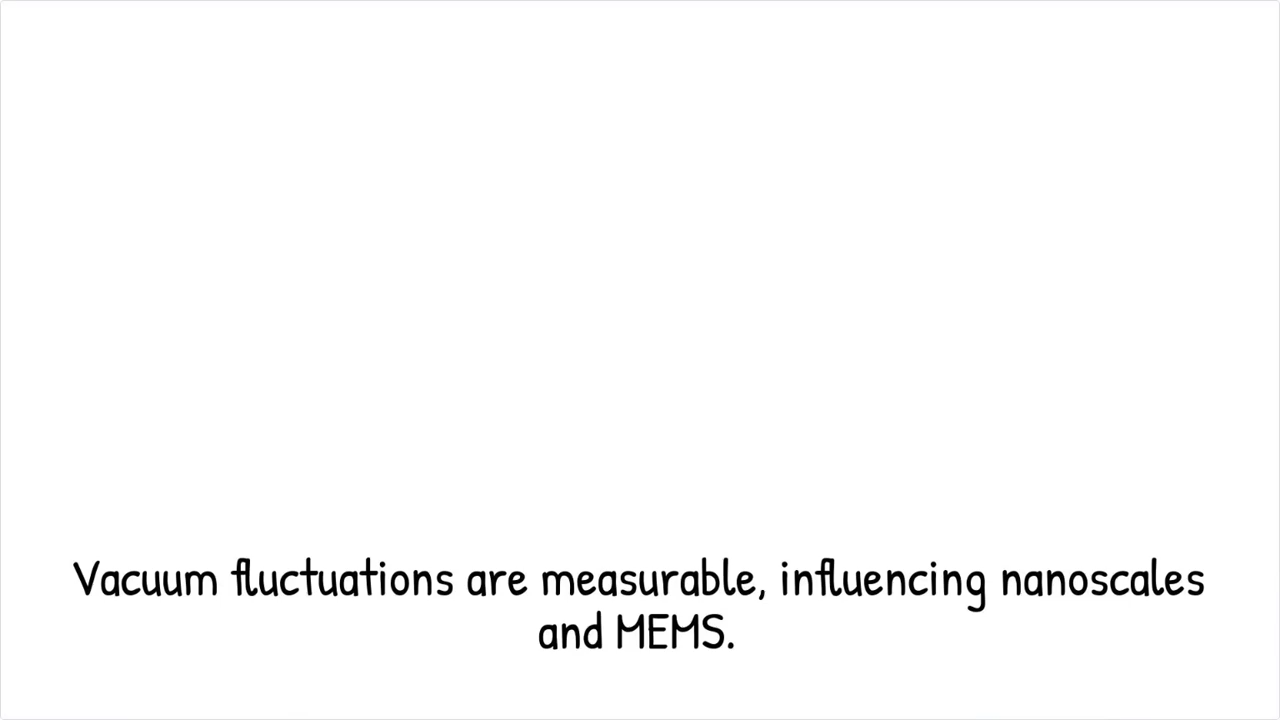 Vacuum fluctuations are measurable, influencing nanoscales
and MEMS.